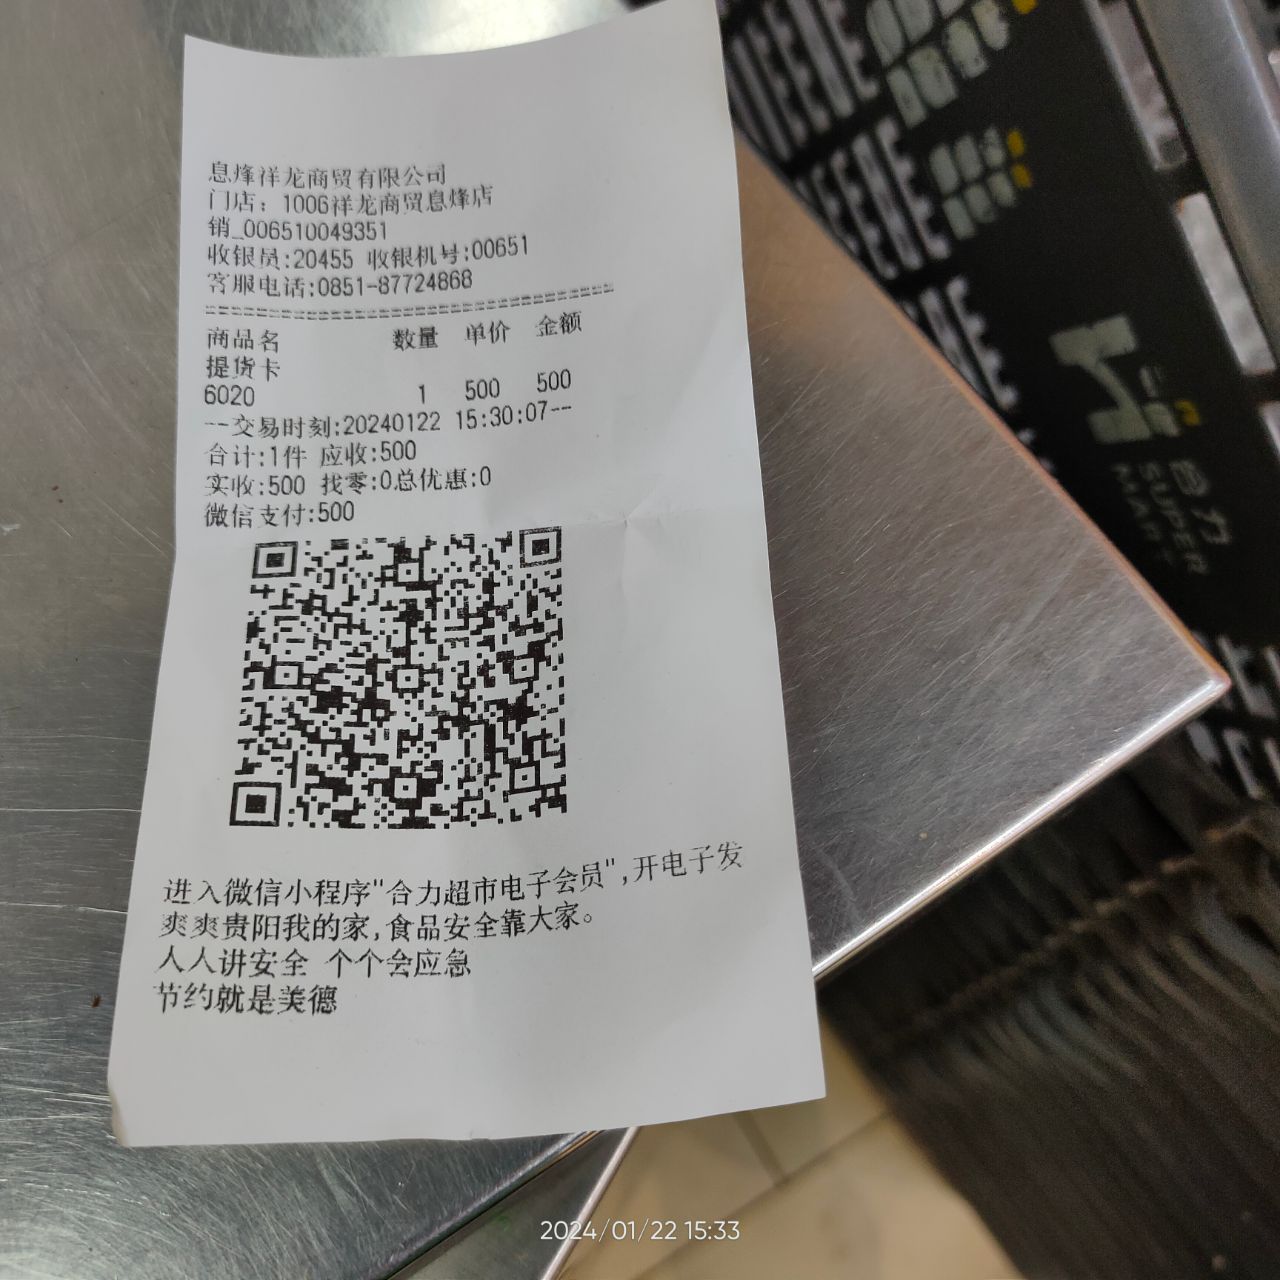 息烽祥龙商贸有限公司
门店：1006祥龙商贸息烽店
销_006510049351
收银员:20455 收银机号:00651
客服电话:0851-87724868
商品名 数量 单价 金额
提货卡
6020 1 500 500
--交易时刻:20240122 15:30:07--
合计:1件 应收:500
实收:500 找零:0总优惠:0
微信支付:500
进入微信小程序"合力超市电子会员",开电子发
爽爽贵阳我的家,食品安全靠大家。
人人讲安全 个个会应急
节约就是美德
合力
SUPER
MART
2024/01/22 15:33